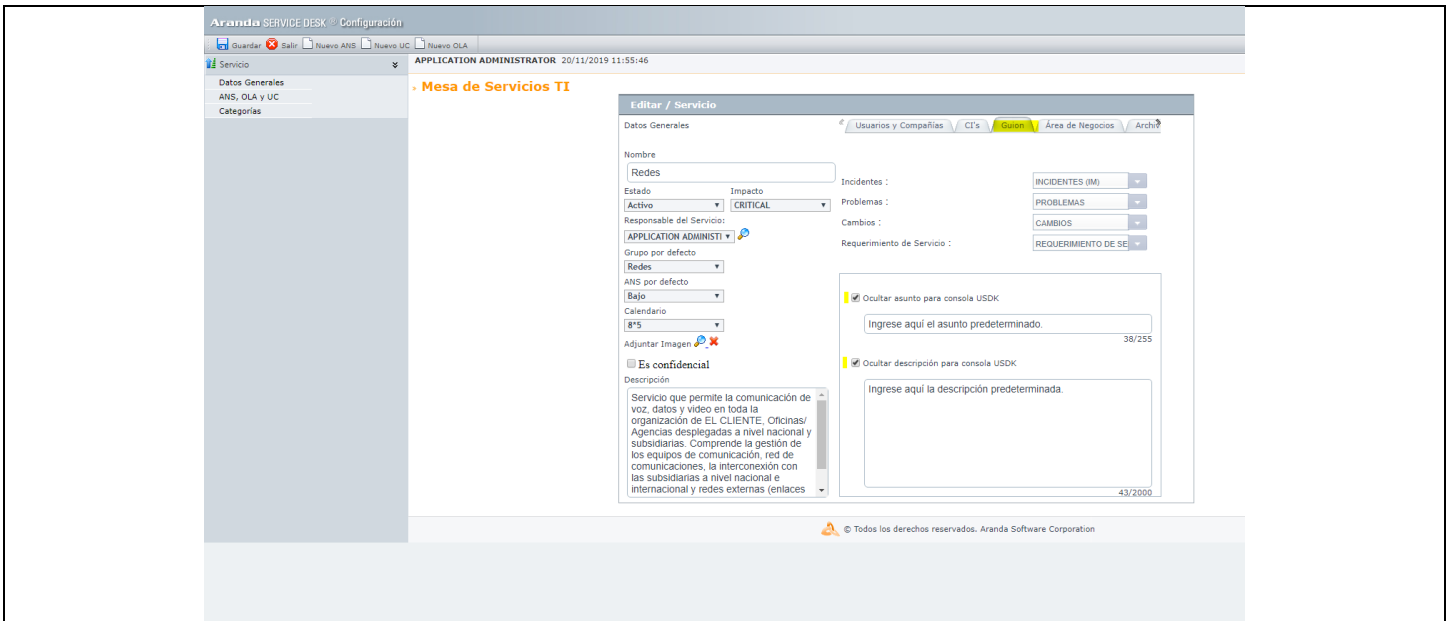 Aranda SERVICE DESK ® Configuración
Guardar Salir Nuevo ANS Nuevo UC Nuevo OLA
Servicio
Datos Generales
ANS, OLA y UC
Categorías
APPLICATION ADMINISTRATOR 20/11/2019 11:55:46
» Mesa de Servicios TI
Editar / Servicio
Datos Generales
Usuarios y Compañías CI's Guion Área de Negocios Archiv
Nombre
Redes
Estado Impacto
Activo CRITICAL
Responsable del Servicio:
APPLICATION ADMINISTI
Grupo por defecto
Redes
ANS por defecto
Bajo
Calendario
8*5
Adjuntar Imagen
Es confidencial
Descripción
Servicio que permite la comunicación de
voz, datos y video en toda la
organización de EL CLIENTE, Oficinas/
Agencias desplegadas a nivel nacional y
subsidiarias. Comprende la gestión de
los equipos de comunicación, red de
comunicaciones, la interconexión con
las subsidiarias a nivel nacional e
internacional y redes externas (enlaces
Incidentes : INCIDENTES (IM)
Problemas : PROBLEMAS
Cambios : CAMBIOS
Requerimiento de Servicio : REQUERIMIENTO DE SE
Ocultar asunto para consola USDK
Ingrese aquí el asunto predeterminado.
38/255
Ocultar descripción para consola USDK
Ingrese aquí la descripción predeterminada.
43/2000
© Todos los derechos reservados. Aranda Software Corporation